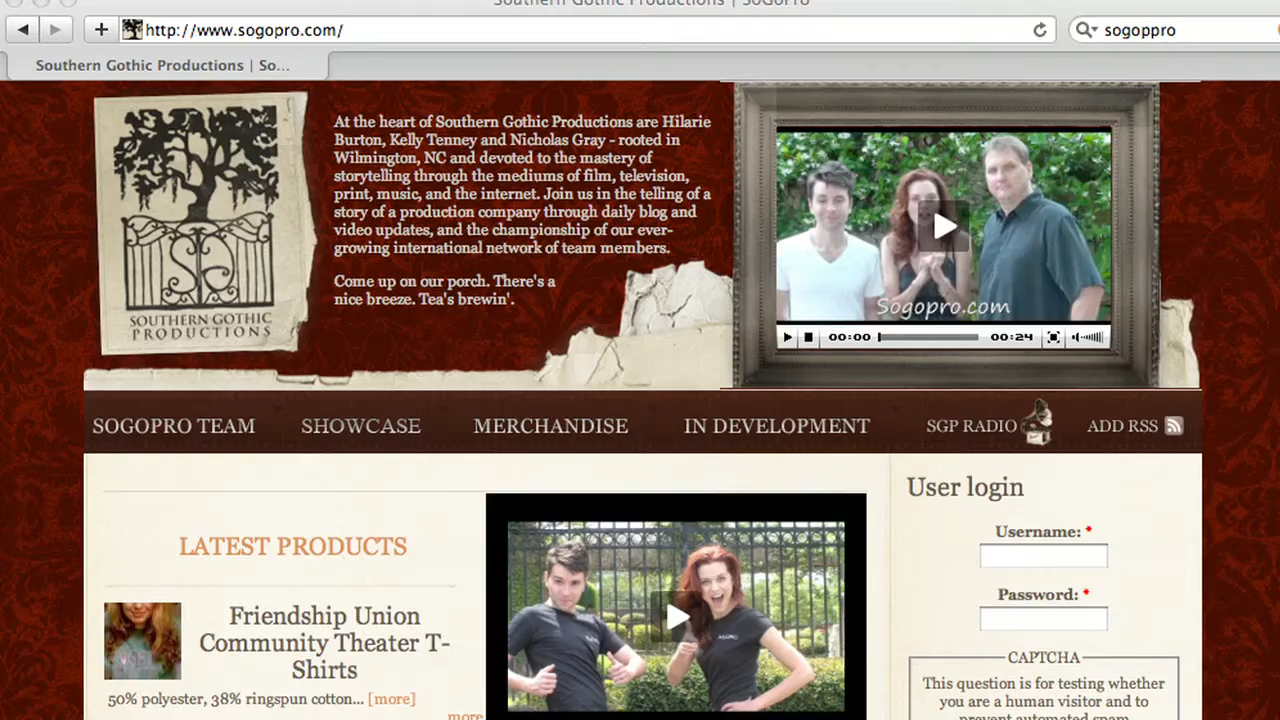 Southern Gothic Productions | SoGoPro
http://www.sogopro.com/
sogoppro
Southern Gothic Productions | So...
SOUTHERN GOTHIC
PRODUCTIONS
At the heart of Southern Gothic Productions are Hilarie
Burton, Kelly Tenney and Nicholas Gray - rooted in
Wilmington, NC and devoted to the mastery of
storytelling through the mediums of film, television,
print, music, and the internet. Join us in the telling of a
story of a production company through daily blog and
video updates, and the championship of our ever-
growing international network of team members.
Come up on our porch. There's a
nice breeze. Tea's brewin'.
Sogopro.com
00:00
00:24
SOGOPRO TEAM
SHOWCASE
MERCHANDISE
IN DEVELOPMENT
SGP RADIO
ADD RSS
LATEST PRODUCTS
Friendship Union
Community Theater T-
Shirts
50% polyester, 38% ringspun cotton... [more]
more
User login
Username: *
Password: *
CAPTCHA
This question is for testing whether
you are a human visitor and to
prevent automated spam